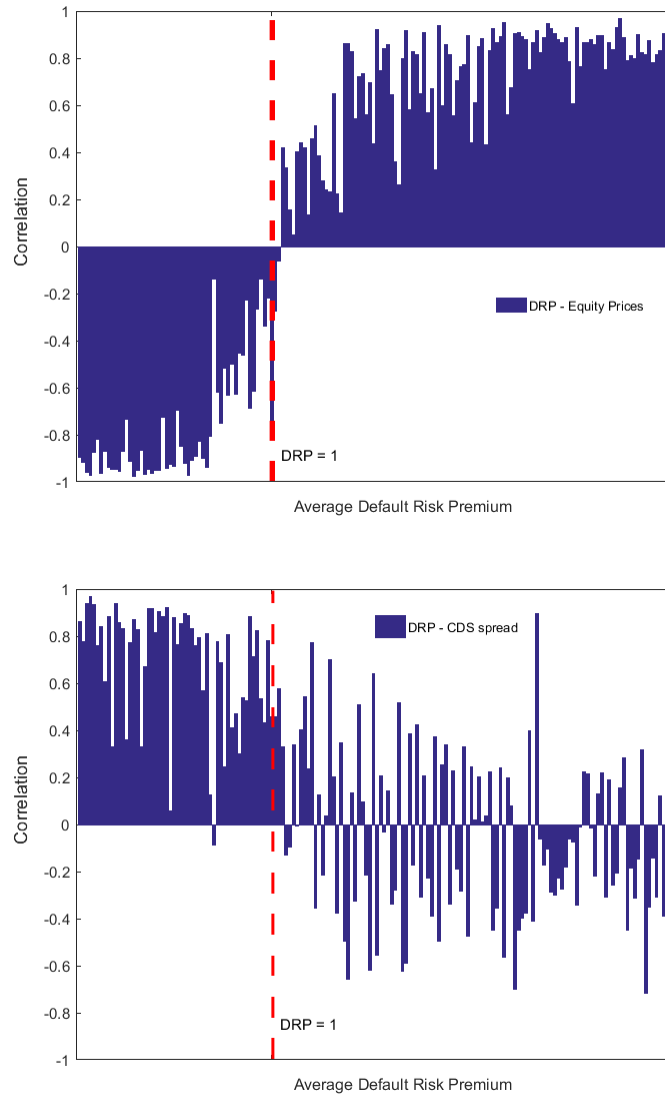 1
0.8
0.6
0.4
0.2
0
-0.2
-0.4
-0.6
-0.8
-1
Correlation
DRP - Equity Prices
DRP = 1
Average Default Risk Premium
1
0.8
0.6
0.4
0.2
0
-0.2
-0.4
-0.6
-0.8
-1
Correlation
DRP - CDS spread
DRP = 1
Average Default Risk Premium